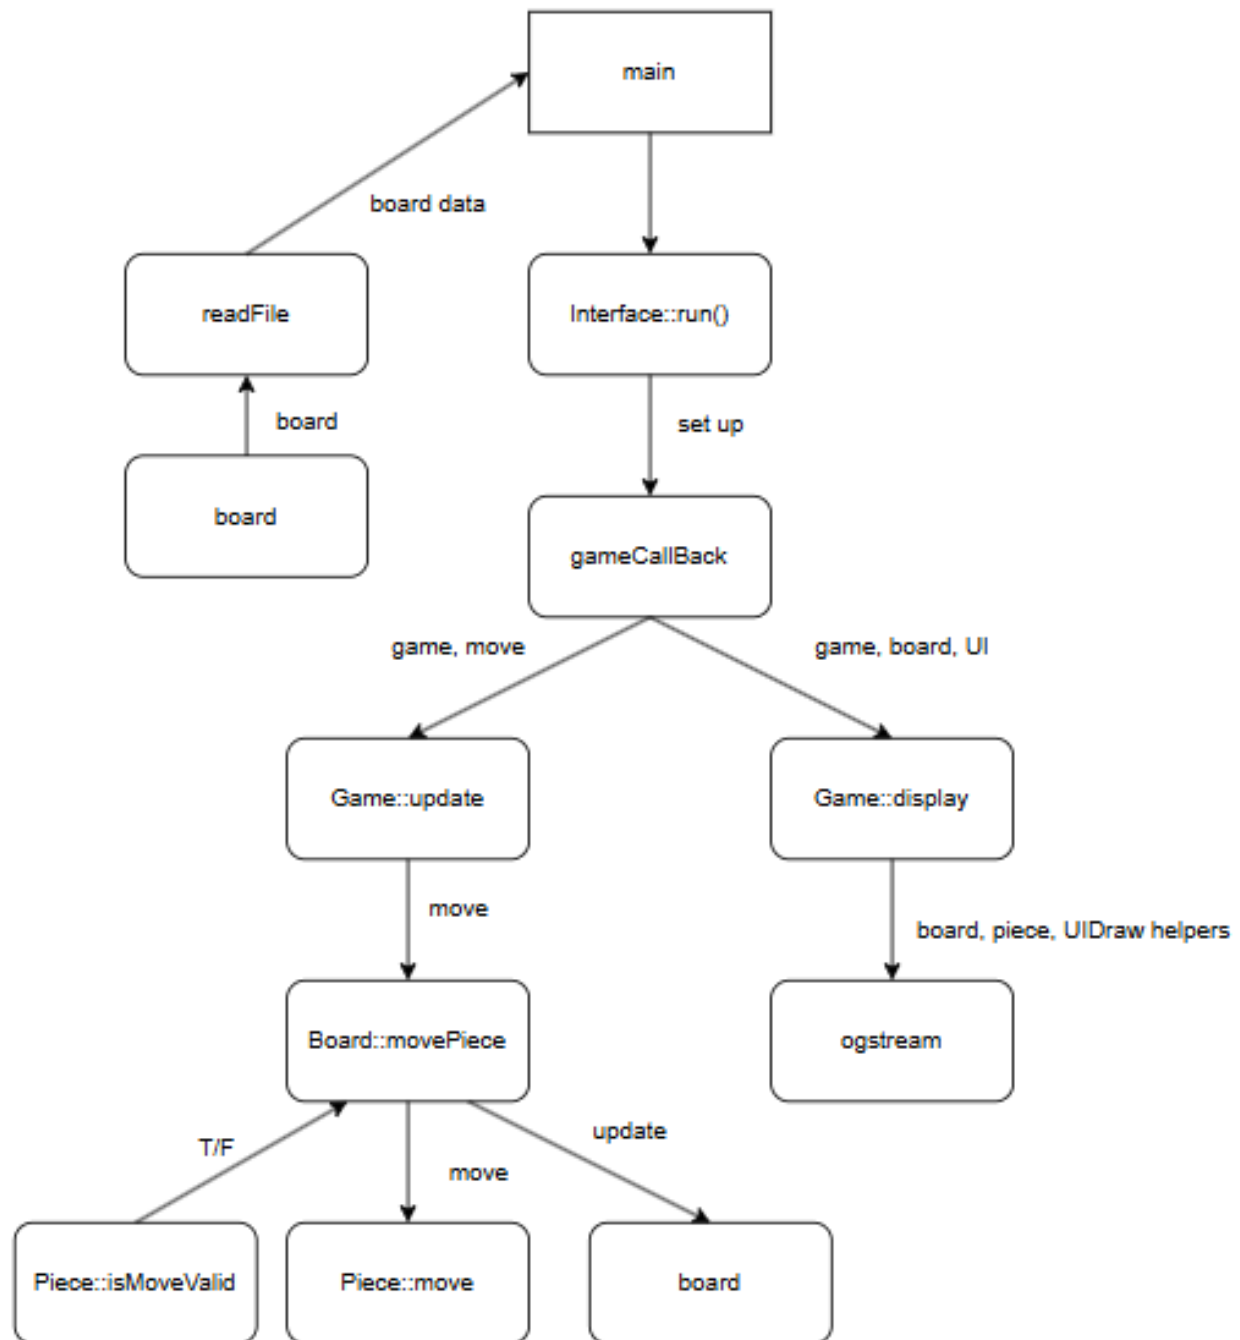 main
board data
readFile
Interface::run()
board
set up
board
gameCallBack
game, move
game, board, UI
Game::update
Game::display
move
board, piece, UIDraw helpers
Board::movePiece
ogstream
T/F
update
move
Piece::isMoveValid
Piece::move
board